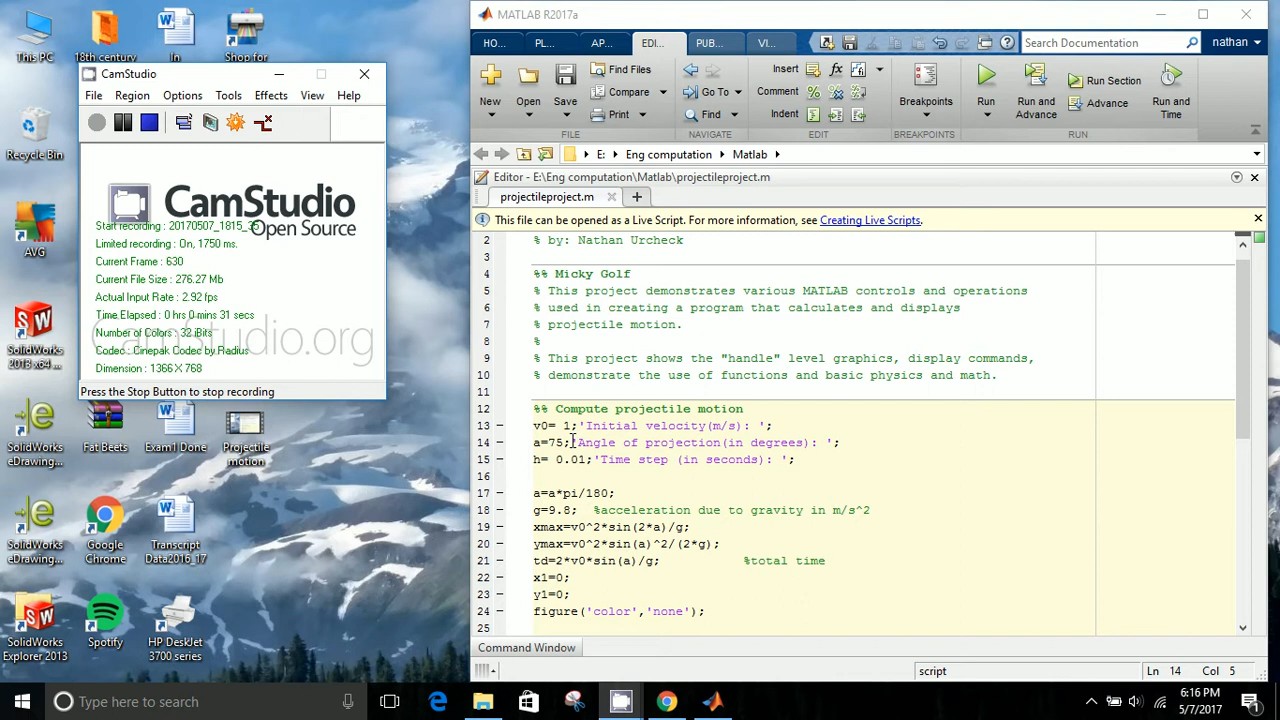 This PC
18th century
In
Shop for
Recycle Bin
AVG
SolidWorks
2018 x64 ...
eDrawing...
Fat Beets
Exam1 Done
Projectile
motion
SolidWorks
eDrawing...
Google
Chrome
Transcript
Data2016_17
SolidWorks
Explorer 2013
Spotify
HP DeskJet
3700 series
CamStudio
File Region Options Tools Effects View Help
CamStudio
Open Source
Start recording : 20170507_1815_35
Limited recording : On, 1750 ms.
Current Frame : 630
Current File Size : 276.27 Mb
Actual Input Rate : 2.92 fps
Time Elapsed : 0 hrs 0 mins 31 secs
Number of Colors : 32 Bits
Codec : Cinepak Codec by Radius
Dimension : 1366 X 768
CamStudio.org
Press the Stop Button to stop recording
MATLAB R2017a
HO... PL... AP... EDI... PUB... VI... Search Documentation nathan
New Open Save Find Files Compare Print
FILE
Go To Find
NAVIGATE
Insert fx
Comment
Indent
EDIT
Breakpoints
BREAKPOINTS
Run Run and Advance Run Section Advance Run and Time
RUN
E: Eng computation Matlab
Editor - E:\Eng computation\Matlab\projectileproject.m
projectileproject.m
This file can be opened as a Live Script. For more information, see Creating Live Scripts.
2 % by: Nathan Urcheck
3
4 %% Micky Golf
5 % This project demonstrates various MATLAB controls and operations
6 % used in creating a program that calculates and displays
7 % projectile motion.
8 %
9 % This project shows the "handle" level graphics, display commands,
10 % demonstrate the use of functions and basic physics and math.
11
12 %% Compute projectile motion
13 v0= 1;'Initial velocity(m/s): ';
14 a=75;'Angle of projection(in degrees): ';
15 h= 0.01;'Time step (in seconds): ';
16
17 a=a*pi/180;
18 g=9.8; %acceleration due to gravity in m/s^2
19 xmax=v0^2*sin(2*a)/g;
20 ymax=v0^2*sin(a)^2/(2*g);
21 td=2*v0*sin(a)/g; %total time
22 x1=0;
23 y1=0;
24 figure('color','none');
25
Command Window
script Ln 14 Col 5
Type here to search
6:16 PM
5/7/2017
1